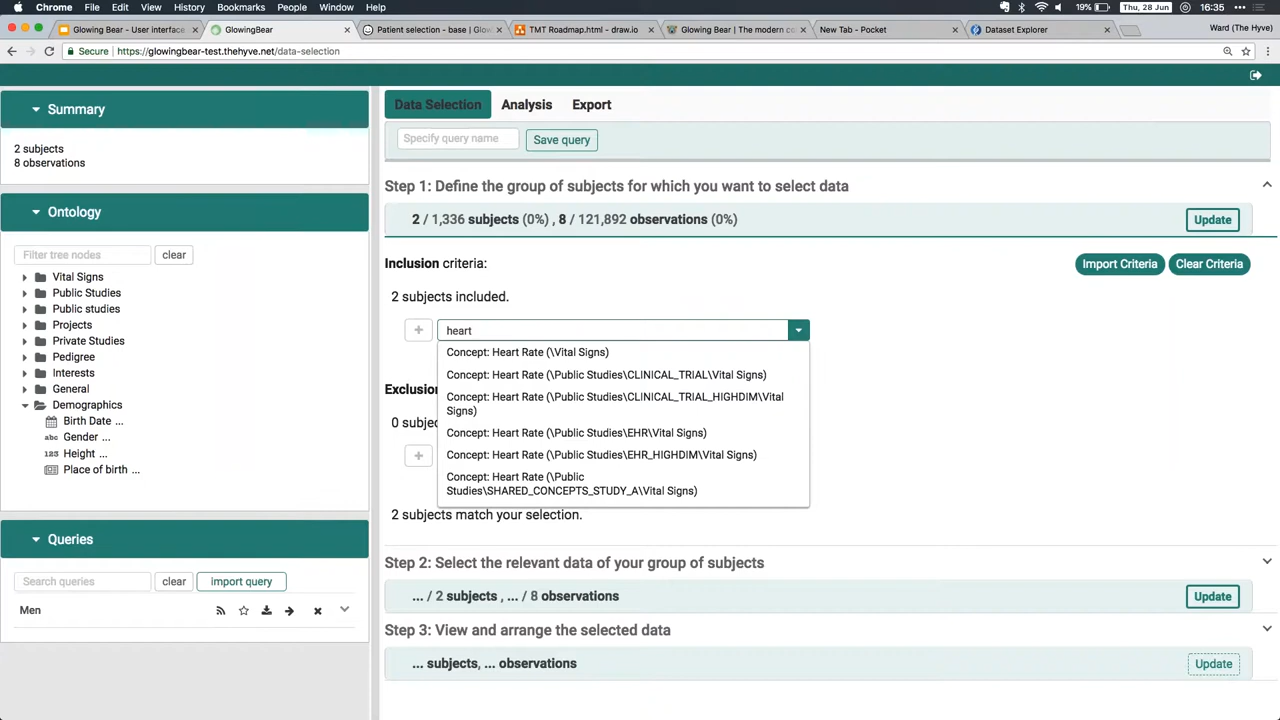 Chrome File Edit View History Bookmarks People Window Help 19% Thu, 28 Jun 16:35
Glowing Bear - User interface GlowingBear Patient selection - base | Glow TMT Roadmap.html - draw.io Glowing Bear | The modern co New Tab - Pocket Dataset Explorer Ward (The Hyve)
Secure https://glowingbear-test.thehyve.net/data-selection
Summary
2 subjects
8 observations
Ontology
Filter tree nodes clear
Vital Signs
Public Studies
Public studies
Projects
Private Studies
Pedigree
Interests
General
Demographics
Birth Date ...
abc Gender ...
123 Height ...
Place of birth ...
Queries
Search queries clear import query
Men
Data Selection Analysis Export
Specify query name Save query
Step 1: Define the group of subjects for which you want to select data
2 / 1,336 subjects (0%) , 8 / 121,892 observations (0%) Update
Inclusion criteria: Import Criteria Clear Criteria
2 subjects included.
+ heart
Concept: Heart Rate (\Vital Signs)
Concept: Heart Rate (\Public Studies\CLINICAL_TRIAL\Vital Signs)
Concept: Heart Rate (\Public Studies\CLINICAL_TRIAL_HIGHDIM\Vital
Signs)
Concept: Heart Rate (\Public Studies\EHR\Vital Signs)
Concept: Heart Rate (\Public Studies\EHR_HIGHDIM\Vital Signs)
Concept: Heart Rate (\Public
Studies\SHARED_CONCEPTS_STUDY_A\Vital Signs)
Exclusion
0 subje
+
2 subjects match your selection.
Step 2: Select the relevant data of your group of subjects
... / 2 subjects , ... / 8 observations Update
Step 3: View and arrange the selected data
... subjects, ... observations Update